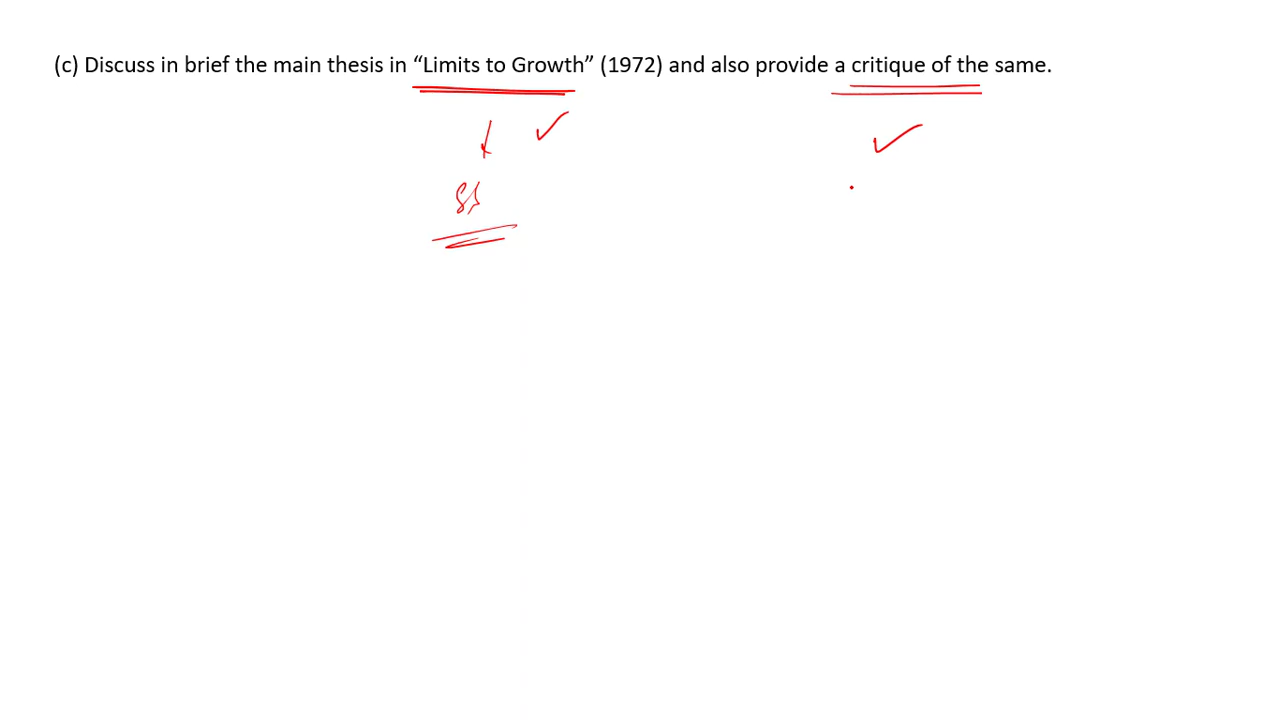 (c) Discuss in brief the main thesis in “Limits to Growth” (1972) and also provide a critique of the same.